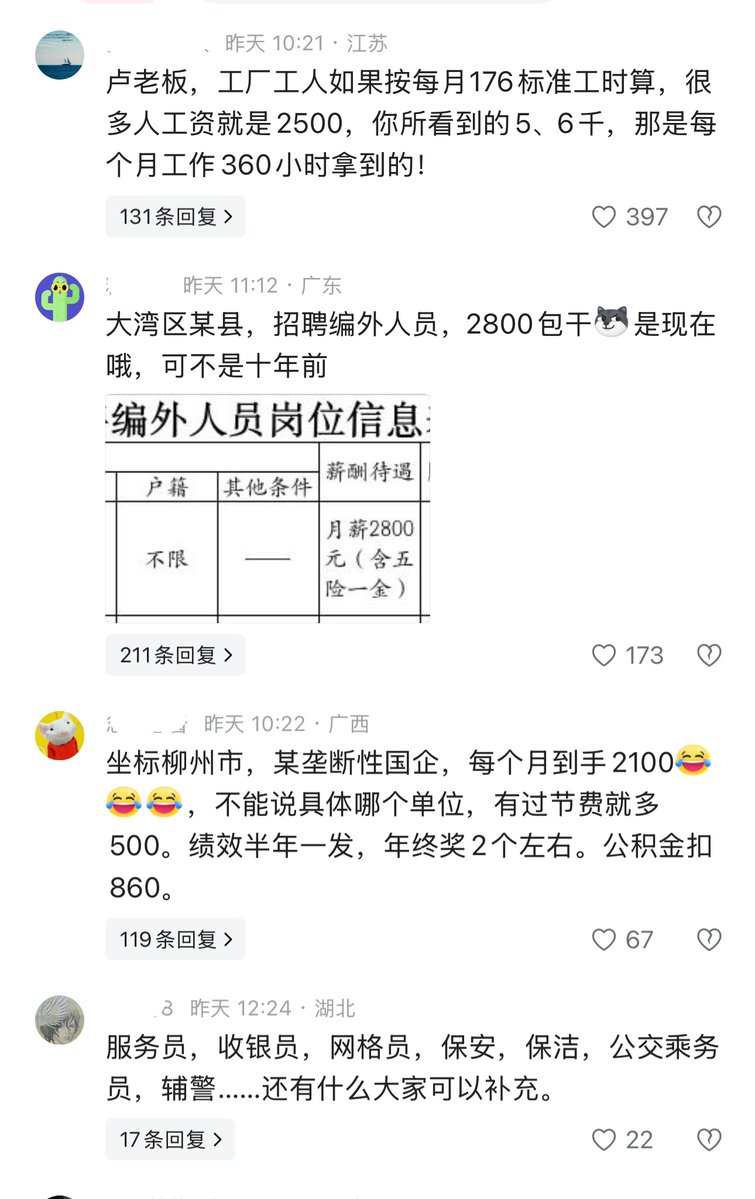 昨天 10:21 · 江苏
卢老板，工厂工人如果按每月176标准工时算，很
多人工资就是2500，你所看到的5、6千，那是每
个月工作360小时拿到的！
131条回复
397
昨天 11:12 · 广东
大湾区某县，招聘编外人员，2800包干是现在
哦，可不是十年前
编外人员岗位信息
户籍
其他条件
薪酬待遇
不限
——
月薪2800
元（含五
险一金）
211条回复
173
昨天 10:22 · 广西
坐标柳州市，某垄断性国企，每个月到手2100😂
😂😂，不能说具体哪个单位，有过节费就多
500。绩效半年一发，年终奖2个左右。公积金扣
860。
119条回复
67
8 昨天 12:24 · 湖北
服务员，收银员，网格员，保安，保洁，公交乘务
员，辅警......还有什么大家可以补充。
17条回复
22